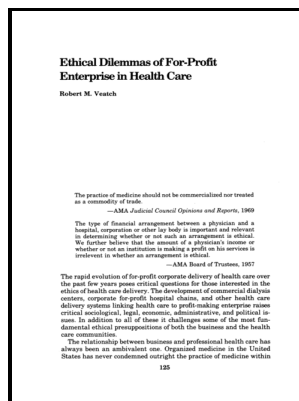 Ethical Dilemmas of For-Profit
Enterprise in Health Care
Robert M. Veatch
The practice of medicine should not be commercialized nor treated
as a commodity of trade.
—AMA Judicial Council Opinions and Reports, 1969
The type of financial arrangement between a physician and a
hospital, corporation or other lay body is important and relevant
in determining whether or not such an arrangement is ethical.
We further believe that the amount of a physician's income or
whether or not an institution is making a profit on his services is
irrelevant in whether an arrangement is ethical.
—AMA Board of Trustees, 1957
The rapid evolution of for-profit corporate delivery of health care over
the past few years poses critical questions for those interested in the
ethics of health care delivery. The development of commercial dialysis
centers, corporate for-profit hospital chains, and other health care
delivery systems linking health care to profit-making enterprise raises
critical sociological, legal, economic, administrative, and political is-
sues. In addition to all of these it challenges some of the most fun-
damental ethical presuppositions of both the business and the health
care communities.
The relationship between business and professional health care has
always been an ambivalent one. Organized medicine in the United
States has never condemned outright the practice of medicine within
125